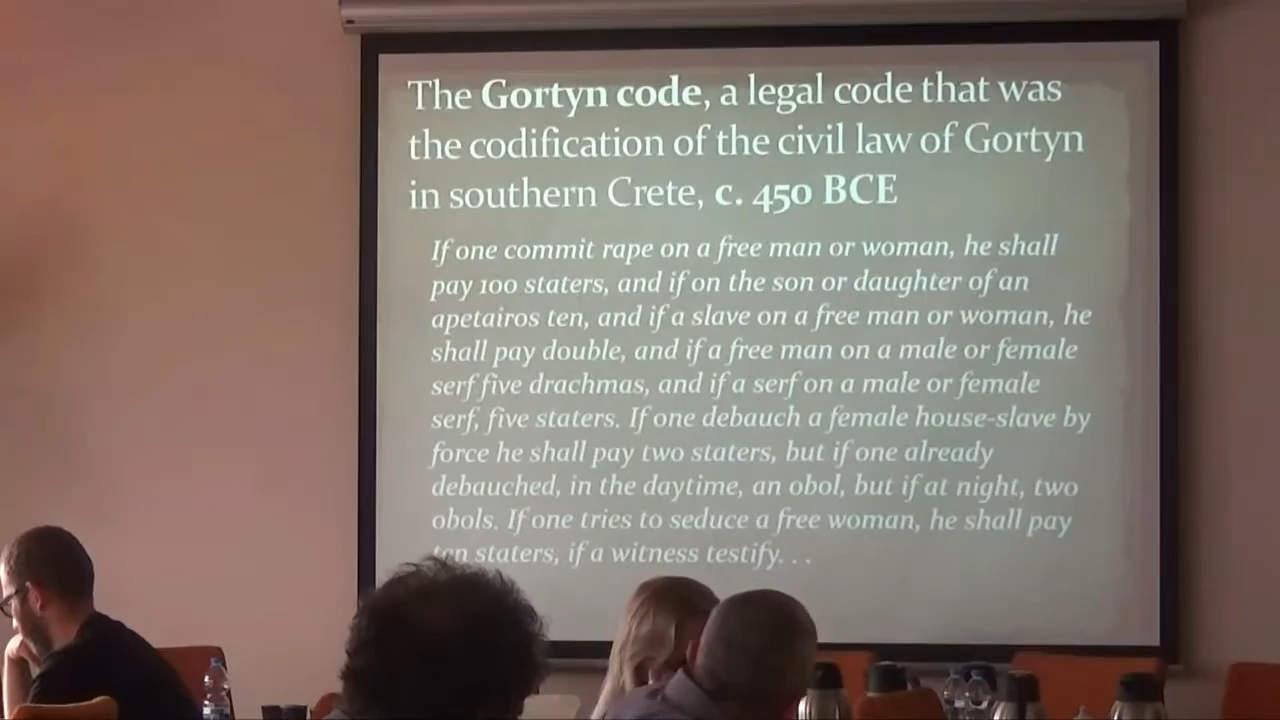 The Gortyn code, a legal code that was
the codification of the civil law of Gortyn
in southern Crete, c. 450 BCE
If one commit rape on a free man or woman, he shall
pay 100 staters, and if on the son or daughter of an
apetairos ten, and if a slave on a free man or woman, he
shall pay double, and if a free man on a male or female
serf five drachmas, and if a serf on a male or female
serf, five staters. If one debauch a female house-slave by
force he shall pay two staters, but if one already
debauched, in the daytime, an obol, but if at night, two
obols. If one tries to seduce a free woman, he shall pay
ten staters, if a witness testify. . .